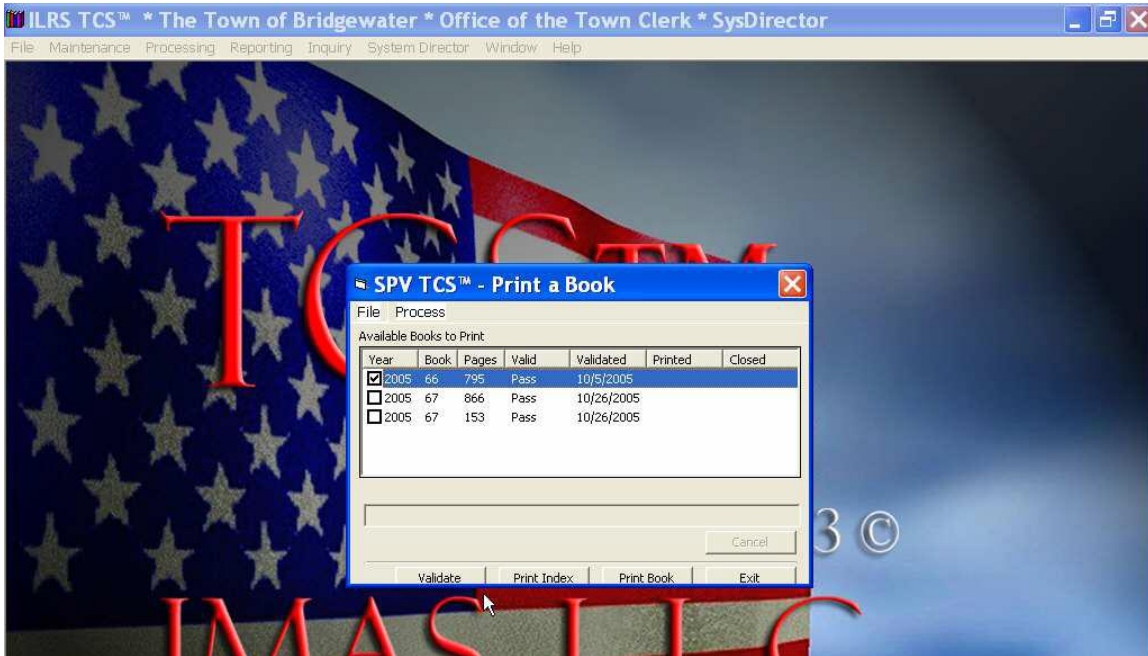 ILRS TCS™ * The Town of Bridgewater * Office of the Town Clerk * SysDirector
File Maintenance Processing Reporting Inquiry System Director Window Help
TCS™
SPV TCS™ - Print a Book
File Process
Available Books to Print
Year Book Pages Valid Validated Printed Closed
2005 66 795 Pass 10/5/2005
2005 67 866 Pass 10/26/2005
2005 67 153 Pass 10/26/2005
3 ©
Cancel
Validate Print Index Print Book Exit